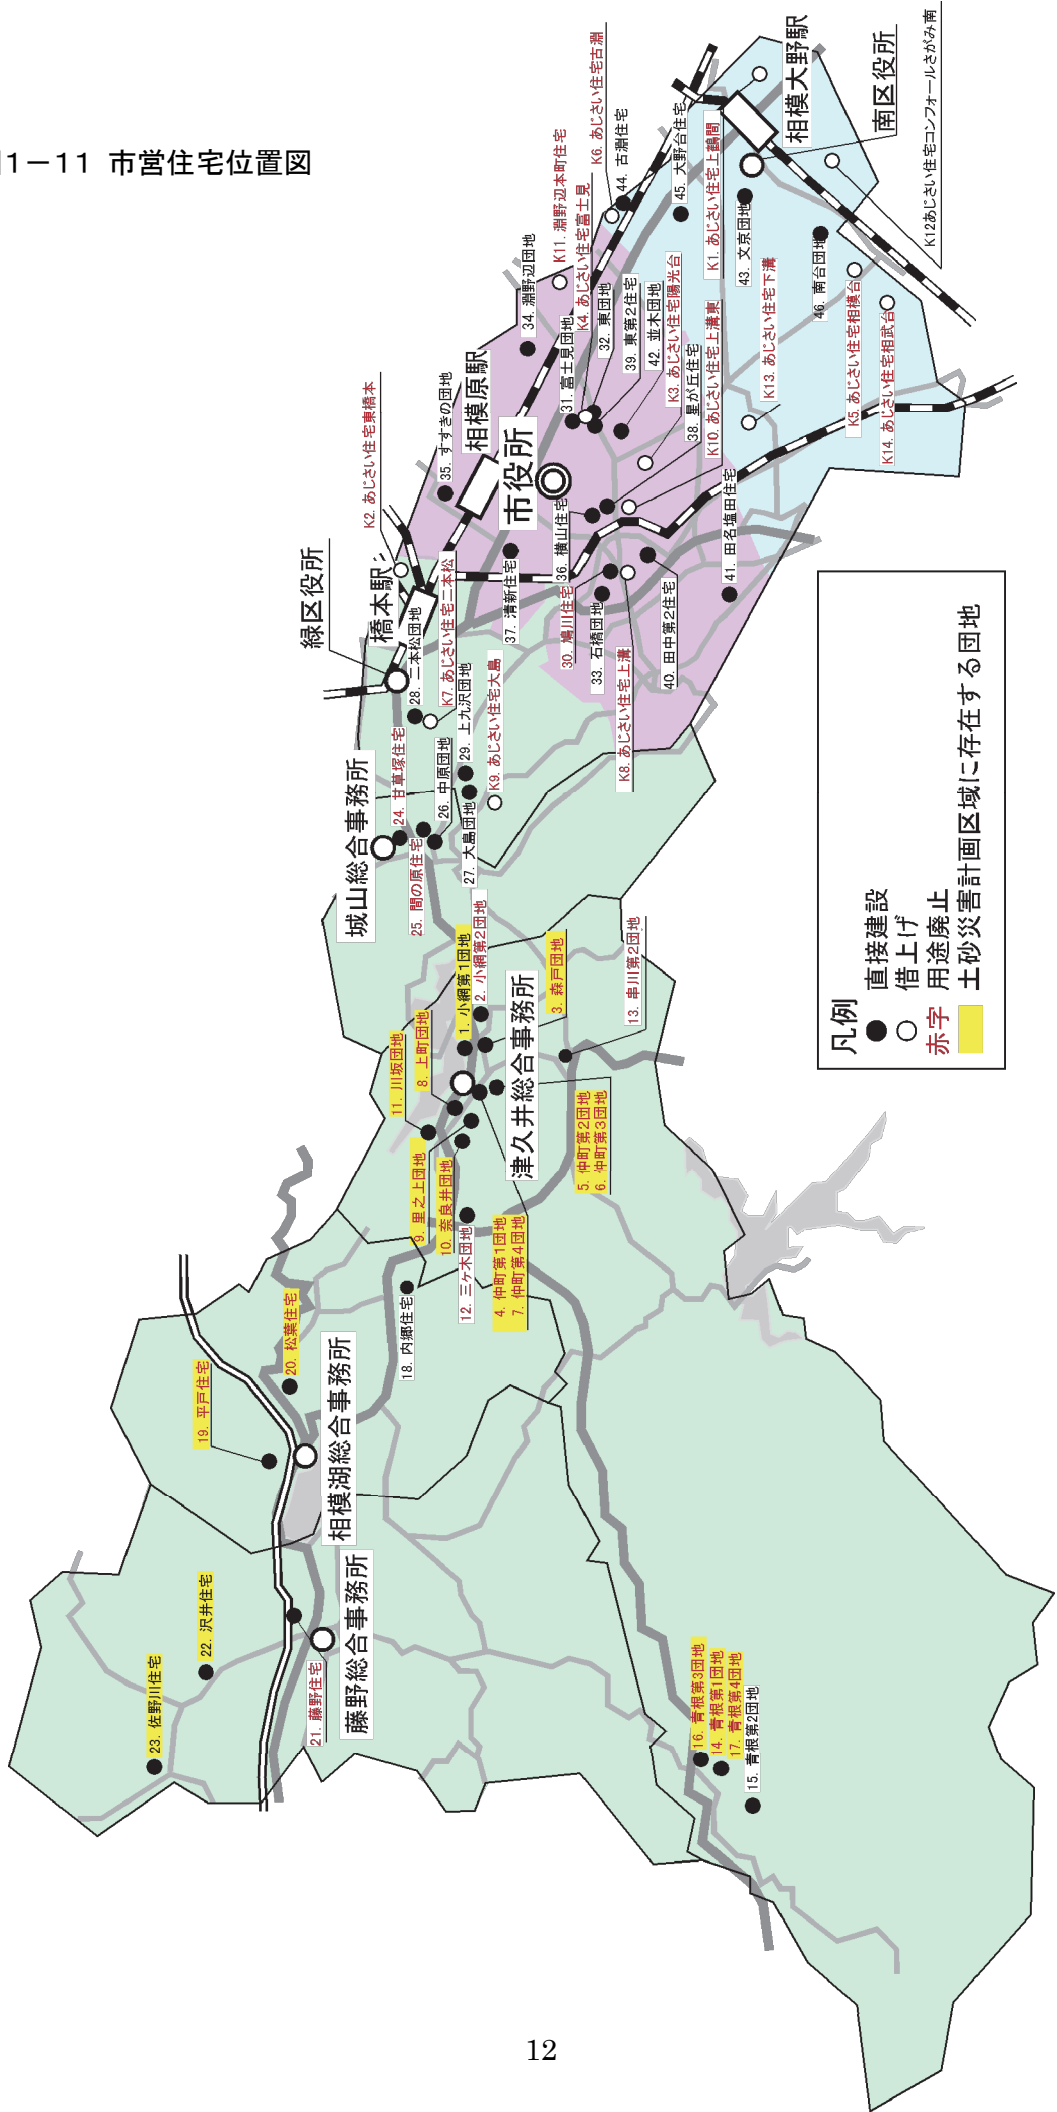 1－11 市営住宅位置図
緑区役所
橋本駅
相模原駅
市役所
相模大野駅
南区役所
城山総合事務所
津久井総合事務所
相模湖総合事務所
藤野総合事務所
1. 小網第1団地
2. 小網第2団地
3. 森戸団地
4. 仲町第1団地
7. 仲町第4団地
5. 仲町第2団地
6. 仲町第3団地
8. 上町団地
9. 里之上団地
10. 奈良井団地
11. 川坂団地
12. 三ヶ木団地
13. 串川第2団地
16. 青根第3団地
14. 青根第1団地
17. 青根第4団地
15. 青根第2団地
18. 内郷住宅
19. 平戸住宅
20. 松葉住宅
21. 藤野住宅
22. 沢井住宅
23. 佐野川住宅
24. 甘草塚住宅
25. 間の原住宅
26. 中原団地
27. 大島団地
28. 二本松団地
29. 上九沢団地
30. 鳩川住宅
31. 富士見団地
32. 東団地
33. 石橋団地
34. 淵野辺団地
35. すすきの団地
36. 横山住宅
37. 清新住宅
38. 星が丘住宅
39. 東第2住宅
40. 田中第2住宅
41. 田名塩田住宅
42. 並木団地
43. 文京団地
44. 古淵住宅
45. 大野台住宅
46. 南台団地
K1. あじさい住宅上鶴間
K2. あじさい住宅東橋本
K3. あじさい住宅陽光台
K4. あじさい住宅富士見
K5. あじさい住宅相模台
K6. あじさい住宅古淵
K7. あじさい住宅二本松
K8. あじさい住宅上溝
K9. あじさい住宅大島
K10. あじさい住宅上溝東
K11. 淵野辺本町住宅
K12あじさい住宅コンフォールさがみ南
K13. あじさい住宅下溝
K14. あじさい住宅相武台
凡例
直接建設
借上げ
赤字 用途廃止
土砂災害計画区域に存在する団地
12